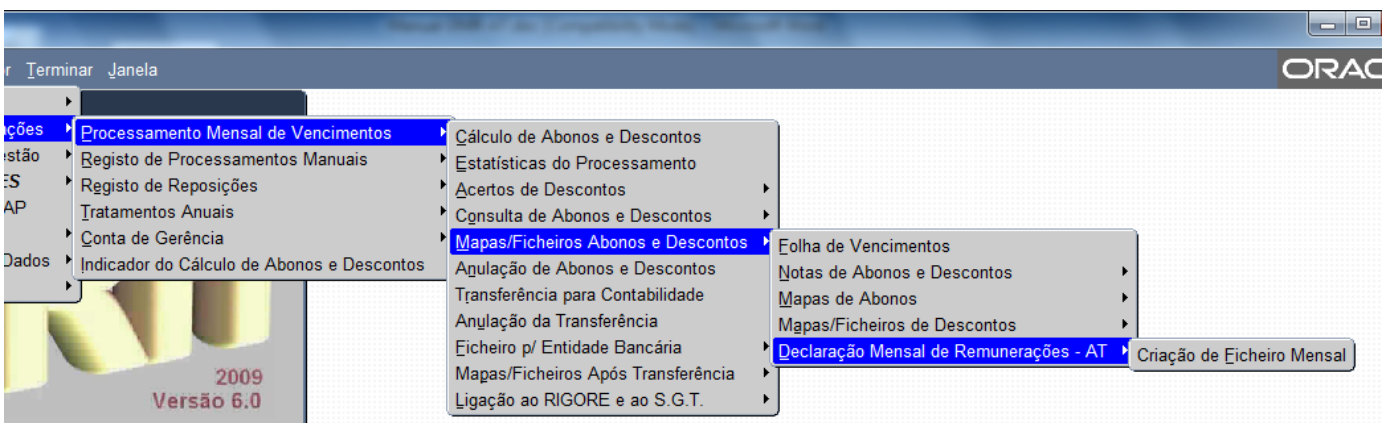 r Terminar Janela
ORAC
ações
Processamento Mensal de Vencimentos
Registo de Processamentos Manuais
Registo de Reposições
Tratamentos Anuais
Conta de Gerência
Indicador do Cálculo de Abonos e Descontos
estão
ES
AP
Dados
Cálculo de Abonos e Descontos
Estatísticas do Processamento
Acertos de Descontos
Consulta de Abonos e Descontos
Mapas/Ficheiros Abonos e Descontos
Anulação de Abonos e Descontos
Transferência para Contabilidade
Anulação da Transferência
Ficheiro p/ Entidade Bancária
Mapas/Ficheiros Após Transferência
Ligação ao RIGORE e ao S.G.T.
Folha de Vencimentos
Notas de Abonos e Descontos
Mapas de Abonos
Mapas/Ficheiros de Descontos
Declaração Mensal de Remunerações - AT
Criação de Ficheiro Mensal
2009
Versão 6.0